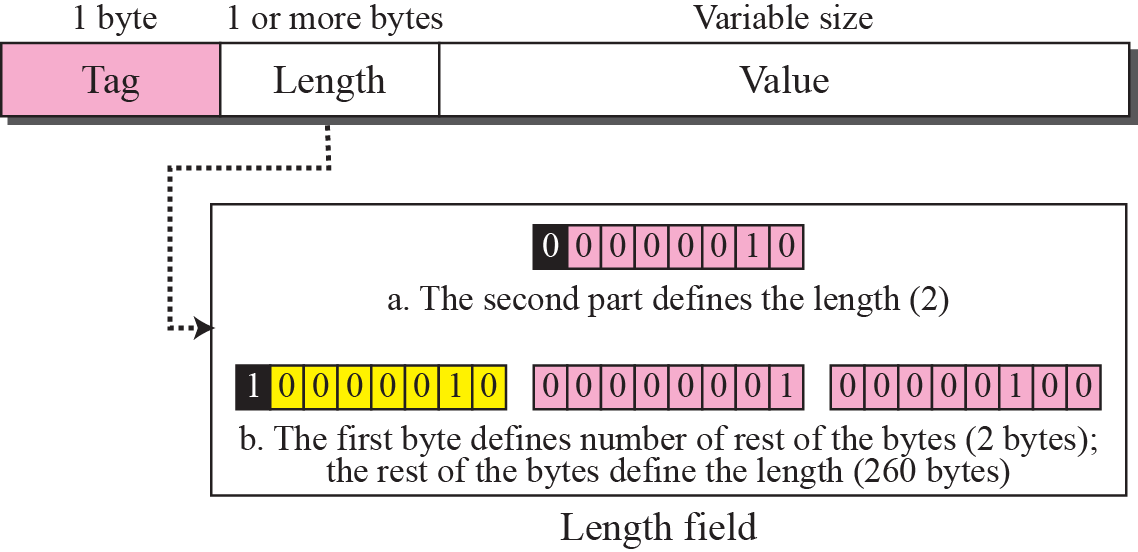 1 byte 1 or more bytes Variable size
Tag Length Value
0 0 0 0 0 0 1 0
a. The second part defines the length (2)
1 0 0 0 0 0 1 0 0 0 0 0 0 0 0 1 0 0 0 0 0 1 0 0
b. The first byte defines number of rest of the bytes (2 bytes);
the rest of the bytes define the length (260 bytes)
Length field